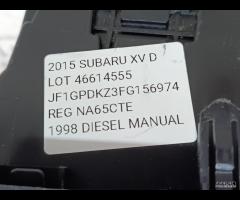 2015 SUBARU XV D
LOT 46614555
JF1GPDKZ3FG156974
REG NA65CTE
1998 DIESEL MANUAL